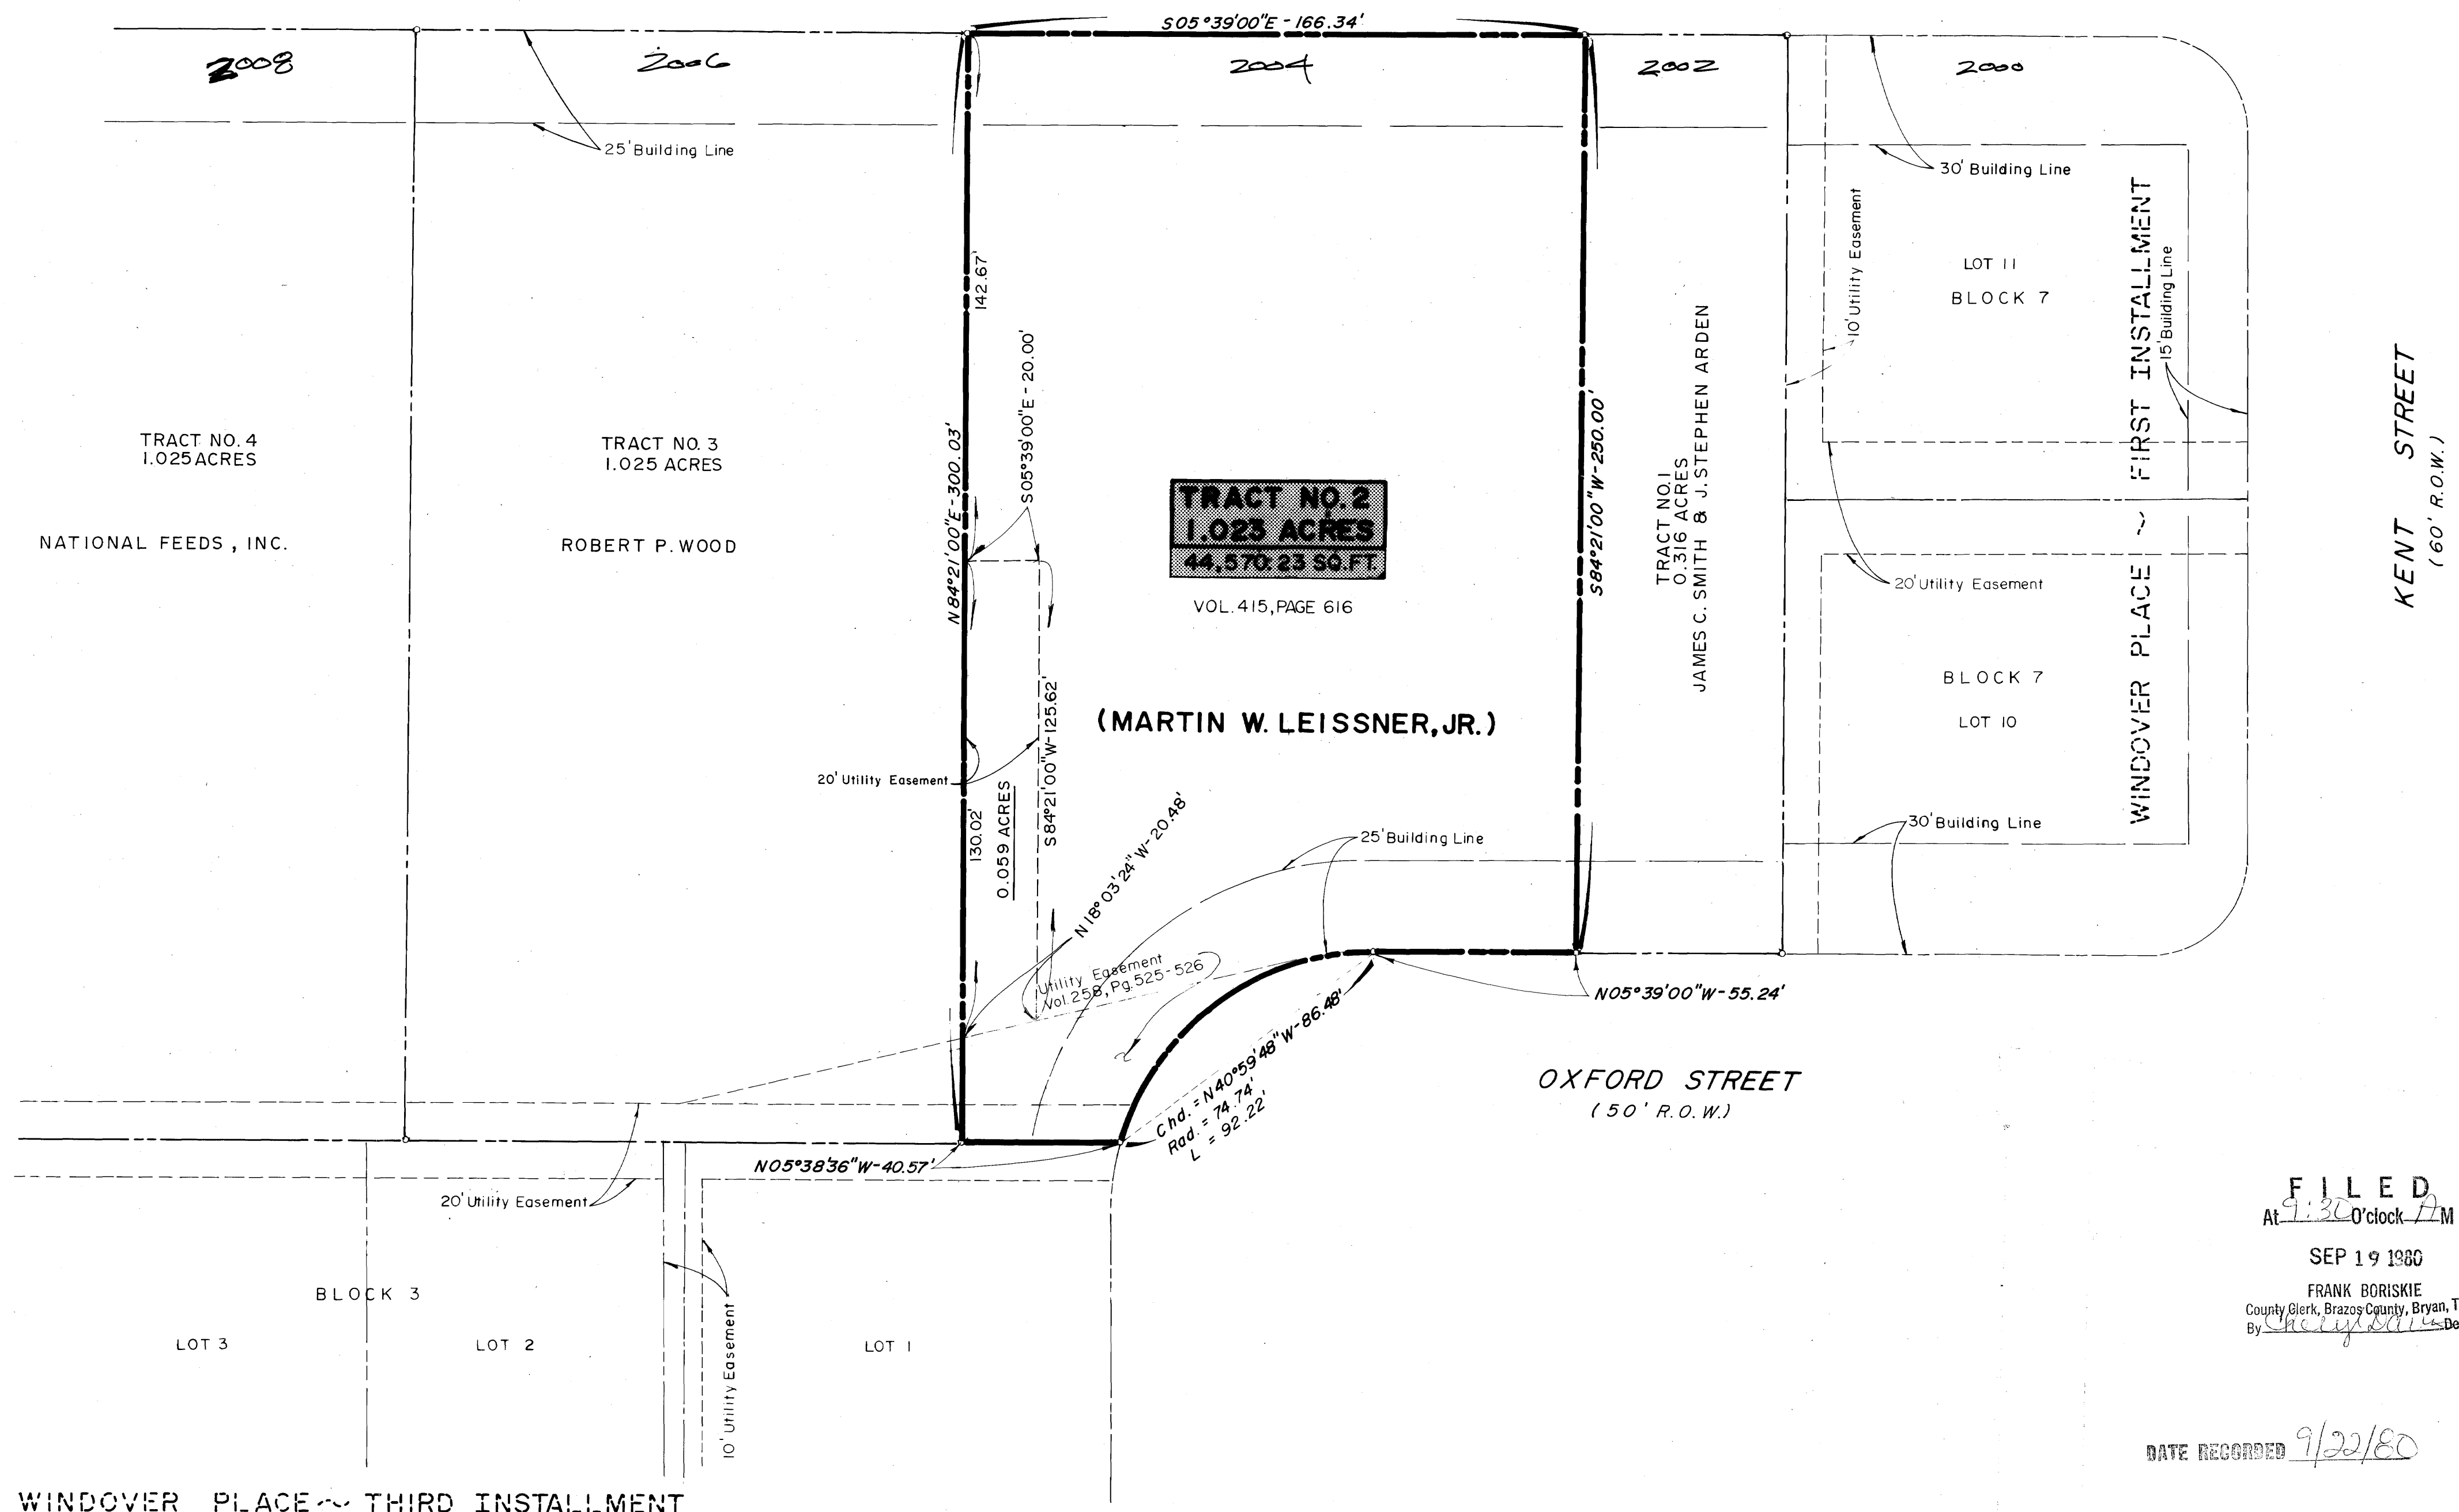 S05°39'00"E - 166.34'
2008
2006
2004
2002
2000
25' Building Line
30' Building Line
142.67'
S05°39'00"E - 20.00'
N84°21'00"E - 300.03'
S84°21'00"W-250.00'
10' Utility Easement
LOT 11
BLOCK 7
15' Building Line
WINDOVER PLACE ~ FIRST INSTALLMENT
KENT STREET
(60' R.O.W.)
TRACT NO. 4
1.025 ACRES
NATIONAL FEEDS, INC.
TRACT NO. 3
1.025 ACRES
ROBERT P. WOOD
TRACT NO. 2
1.023 ACRES
44,570.23 SQ.FT.
VOL. 415, PAGE 616
(MARTIN W. LEISSNER, JR.)
TRACT NO. 1
0.316 ACRES
JAMES C. SMITH & J. STEPHEN ARDEN
20' Utility Easement
BLOCK 7
LOT 10
30' Building Line
20' Utility Easement
130.02'
0.059 ACRES
S84°21'00"W-125.62'
N18°03'24"W-20.48'
25' Building Line
Utility Easement
Vol. 258, Pg. 525-526
N05°39'00"W-55.24'
Chd. = N40°59'48"W-86.48'
Rad. = 74.74'
L = 92.22'
OXFORD STREET
(50' R.O.W.)
N05°38'36"W-40.57'
20' Utility Easement
10' Utility Easement
BLOCK 3
LOT 3
LOT 2
LOT 1
WINDOVER PLACE ~ THIRD INSTALLMENT
FILED
At 9:30 O'clock A M
SEP 19 1980
FRANK BORISKIE
County Clerk, Brazos County, Bryan, T
By Cheryl Davis De
DATE RECORDED 9/22/80